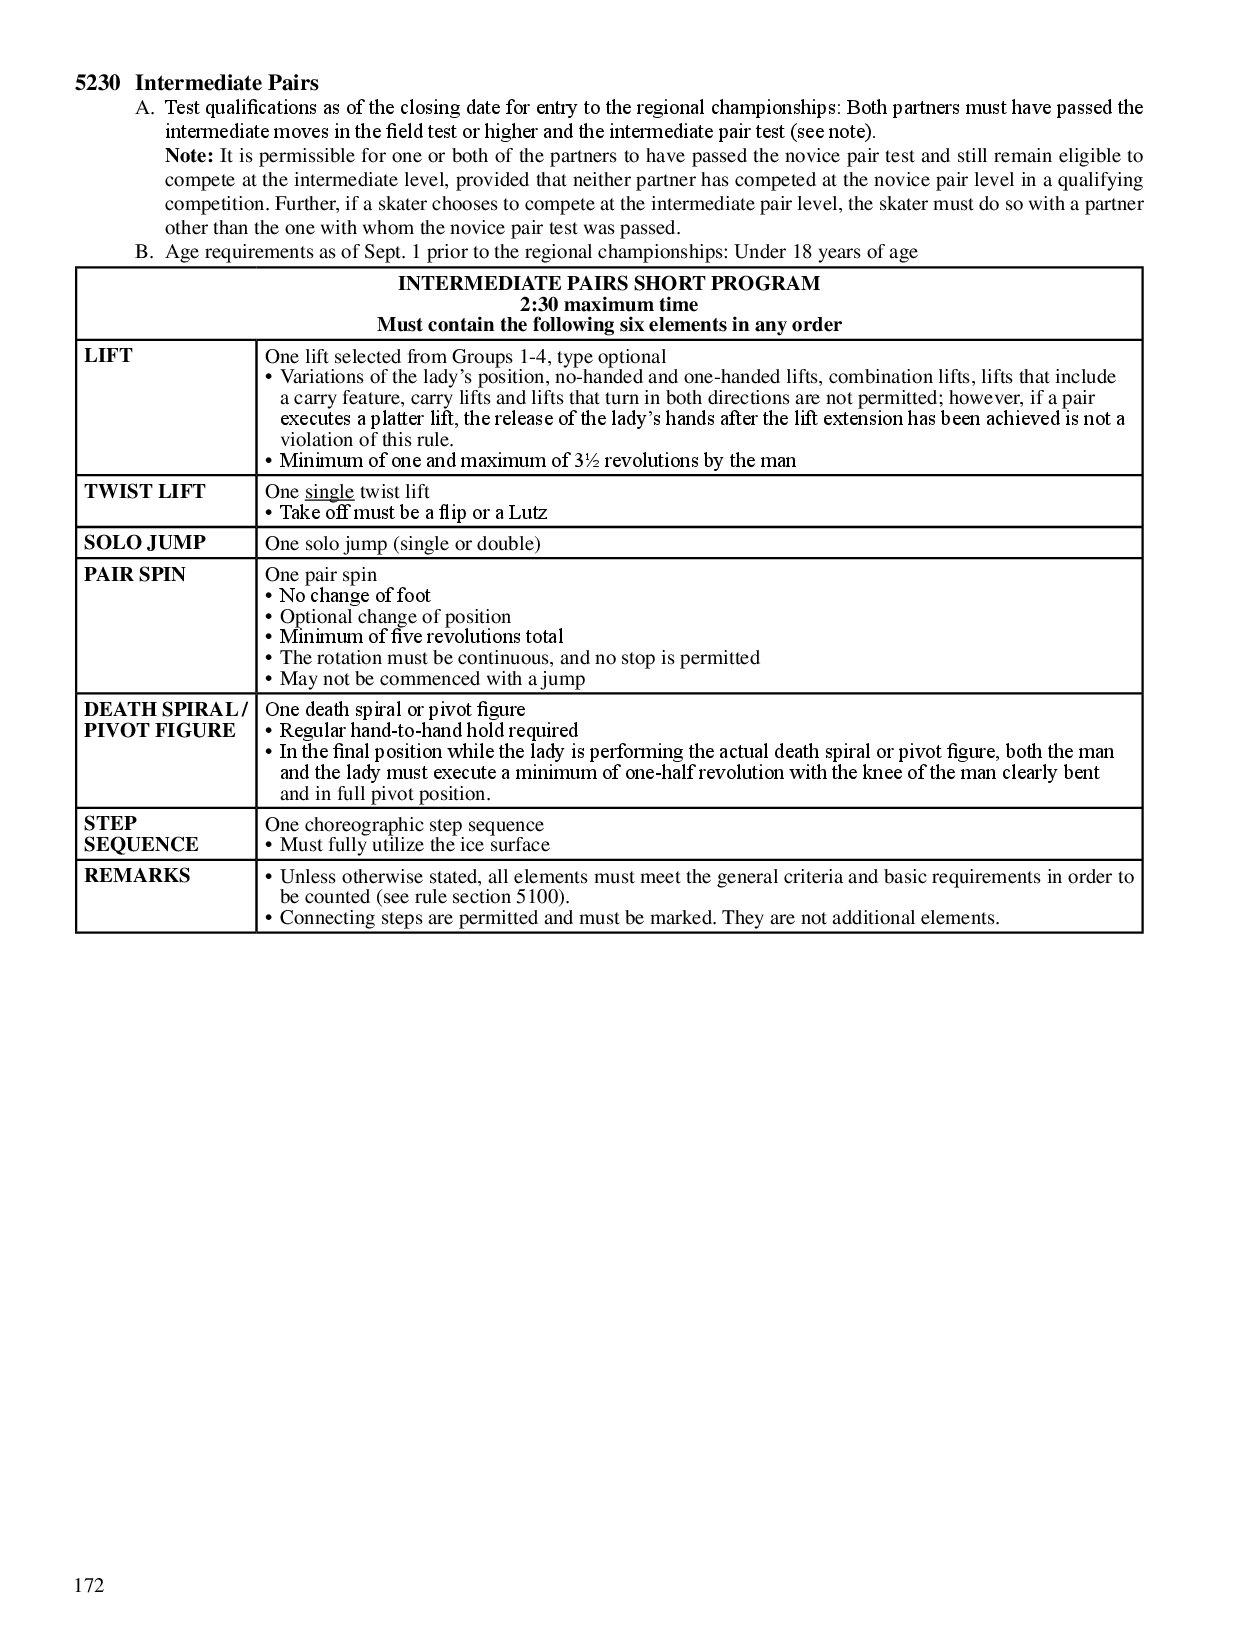 5230 Intermediate Pairs
A. Test qualifications as of the closing date for entry to the regional championships: Both partners must have passed the
intermediate moves in the field test or higher and the intermediate pair test (see note).
Note: It is permissible for one or both of the partners to have passed the novice pair test and still remain eligible to
compete at the intermediate level, provided that neither partner has competed at the novice pair level in a qualifying
competition. Further, if a skater chooses to compete at the intermediate pair level, the skater must do so with a partner
other than the one with whom the novice pair test was passed.
B. Age requirements as of Sept. 1 prior to the regional championships: Under 18 years of age
INTERMEDIATE PAIRS SHORT PROGRAM
2:30 maximum time
Must contain the following six elements in any order
LIFT
One lift selected from Groups 1-4, type optional
• Variations of the lady's position, no-handed and one-handed lifts, combination lifts, lifts that include
a carry feature, carry lifts and lifts that turn in both directions are not permitted; however, if a pair
executes a platter lift, the release of the lady's hands after the lift extension has been achieved is not a
violation of this rule.
• Minimum of one and maximum of 3½ revolutions by the man
TWIST LIFT
One single twist lift
• Take off must be a flip or a Lutz
SOLO JUMP
One solo jump (single or double)
PAIR SPIN
One pair spin
• No change of foot
• Optional change of position
• Minimum of five revolutions total
• The rotation must be continuous, and no stop is permitted
• May not be commenced with a jump
DEATH SPIRAL /
PIVOT FIGURE
One death spiral or pivot figure
• Regular hand-to-hand hold required
• In the final position while the lady is performing the actual death spiral or pivot figure, both the man
and the lady must execute a minimum of one-half revolution with the knee of the man clearly bent
and in full pivot position.
STEP
SEQUENCE
One choreographic step sequence
• Must fully utilize the ice surface
REMARKS
• Unless otherwise stated, all elements must meet the general criteria and basic requirements in order to
be counted (see rule section 5100).
• Connecting steps are permitted and must be marked. They are not additional elements.
172